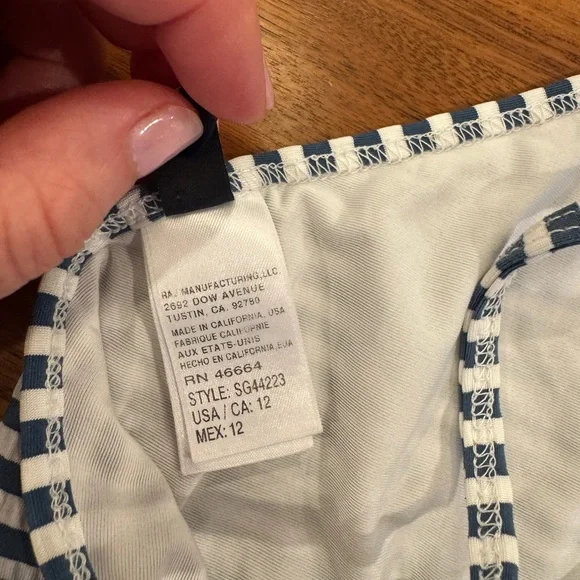 RAJ MANUFACTURING, LLC.
2692 DOW AVENUE
TUSTIN, CA. 92780
MADE IN CALIFORNIA, USA
FABRIQUE CALIFORNIE
AUX ETATS-UNIS
HECHO EN CALIFORNIA, EUA
RN 46664
STYLE: SG44223
USA / CA: 12
MEX: 12